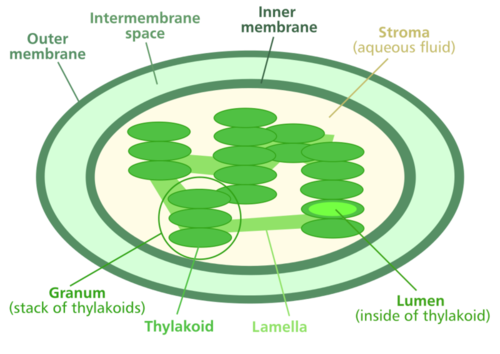 Outer
membrane
Intermembrane
space
Inner
membrane
Stroma
(aqueous fluid)
Granum
(stack of thylakoids)
Thylakoid
Lamella
Lumen
(inside of thylakoid)